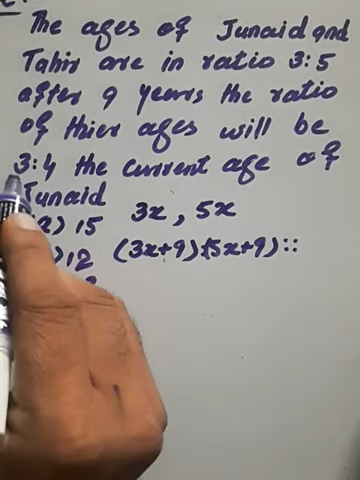 The ages of Junaid and
Tahir are in ratio 3:5
after 9 years the ratio
of thier ages will be
3:4 the current age of
Junaid
) 15 3x, 5x
) 12 (3x+9):(5x+9)::